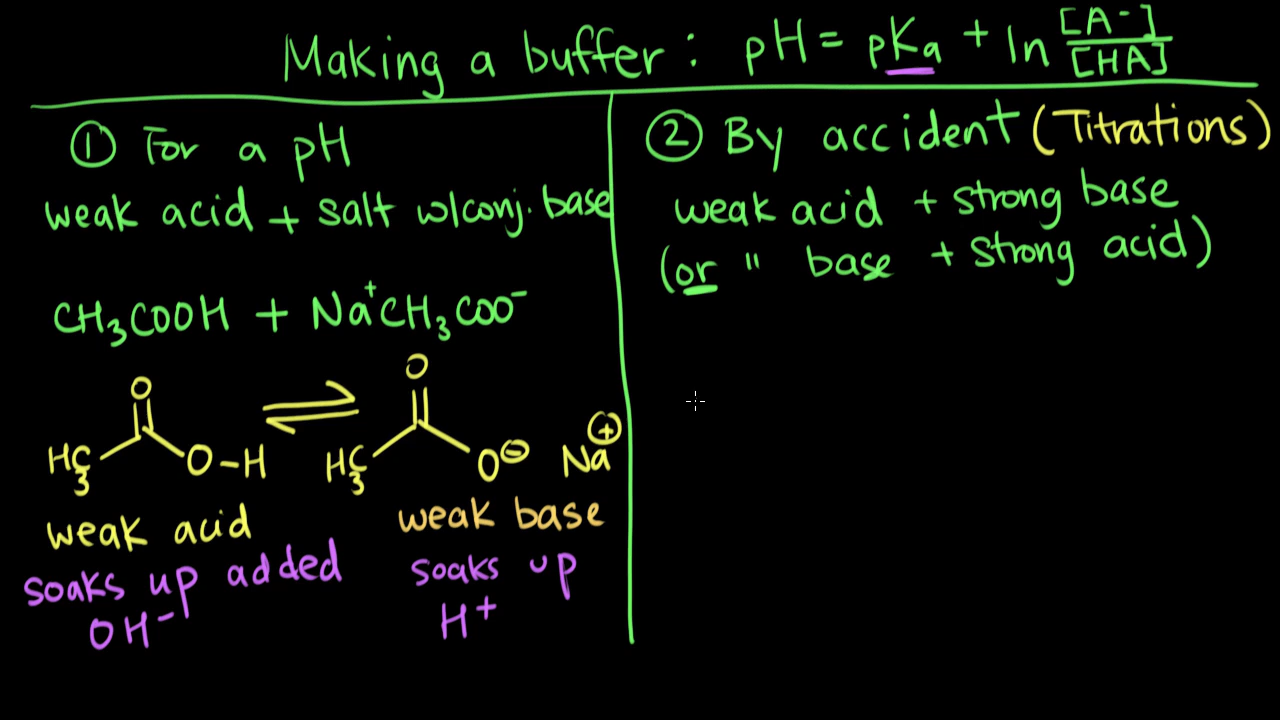 Making a buffer: pH = pKa + ln [A-]/[HA]
① For a pH
weak acid + salt w/conj. base
CH₃COOH + Na⁺CH₃COO⁻
O
H₃C O-H
⇌
O
H₃C O⊖ Na⊕
weak acid
weak base
soaks up added
OH⁻
soaks up
H⁺
② By accident (Titrations)
weak acid + strong base
(or " base + strong acid)